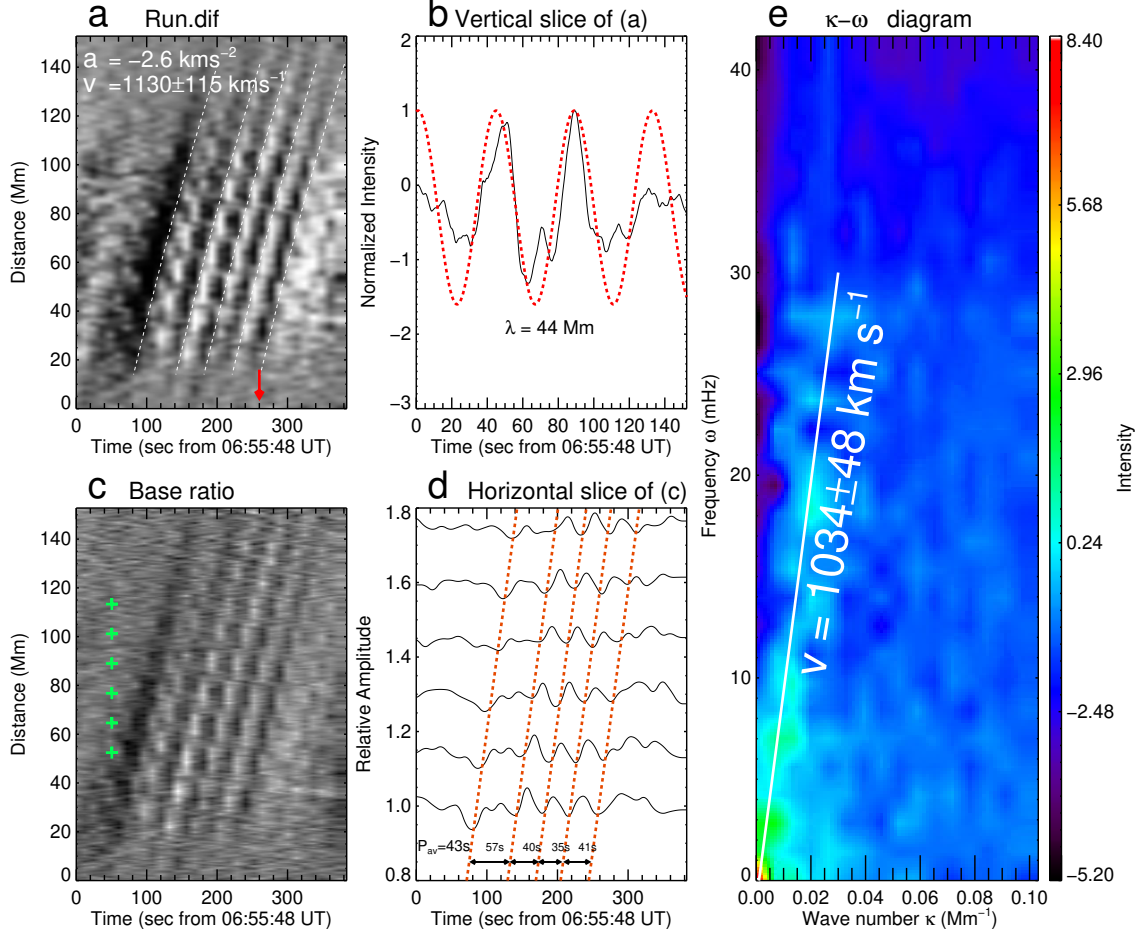 a Run.dif
a = −2.6 kms−2
v =1130±115 kms−1
Distance (Mm)
140
120
100
80
60
40
20
0
0 100 200 300
Time (sec from 06:55:48 UT)
b Vertical slice of (a)
Normalized Intensity
2
1
0
−1
−2
−3
λ = 44 Mm
0 20 40 60 80 100 120 140
Time (sec from 06:55:48 UT)
c Base ratio
Distance (Mm)
140
120
100
80
60
40
20
0
0 100 200 300
Time (sec from 06:55:48 UT)
d Horizontal slice of (c)
Relative Amplitude
1.8
1.6
1.4
1.2
1.0
0.8
Pav=43s 57s 40s 35s 41s
0 100 200 300
Time (sec from 06:55:48 UT)
e κ−ω diagram
Frequency ω (mHz)
40
30
20
10
0
v = 1034±48 km s−1
0.00 0.02 0.04 0.06 0.08 0.10
Wave number κ (Mm−1)
8.40
5.68
2.96
0.24
−2.48
−5.20
Intensity